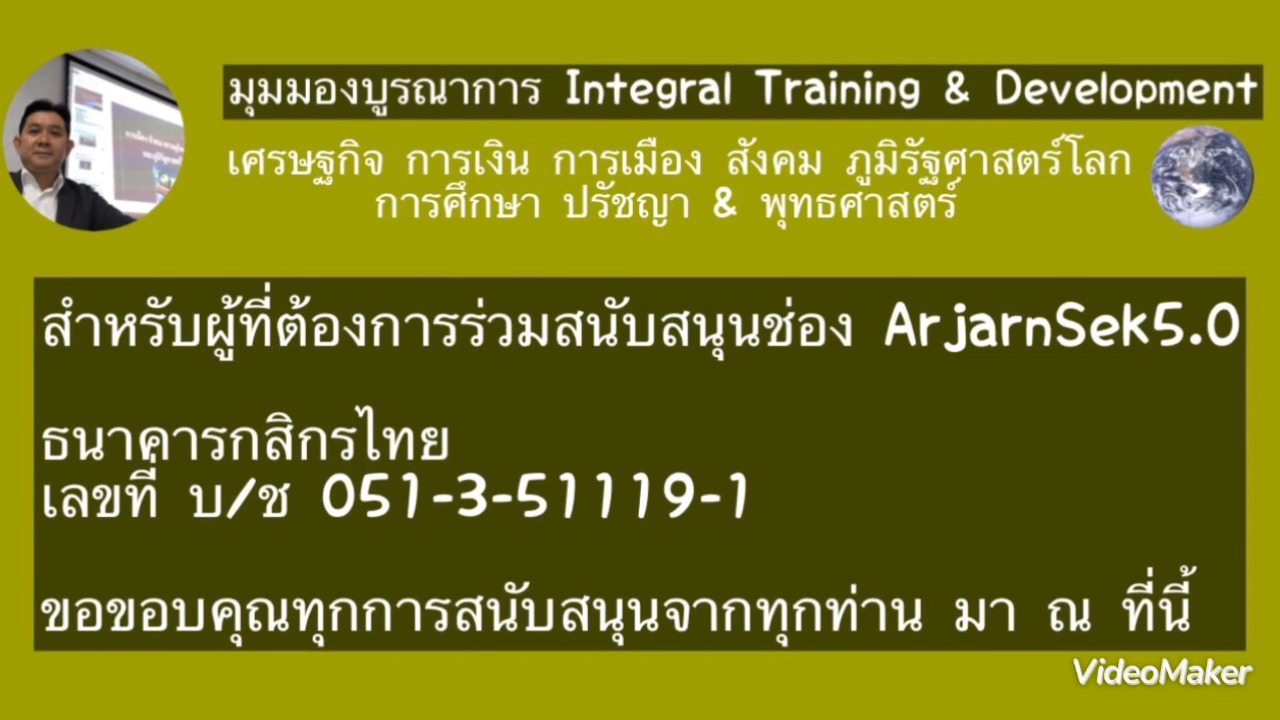 มุมมองบูรณาการ Integral Training & Development
เศรษฐกิจ การเงิน การเมือง สังคม ภูมิรัฐศาสตร์โลก
การศึกษา ปรัชญา & พุทธศาสตร์
สำหรับผู้ที่ต้องการร่วมสนับสนุนช่อง ArjarnSek5.0
ธนาคารกสิกรไทย
เลขที่ บ/ช 051-3-51119-1
ขอขอบคุณทุกการสนับสนุนจากทุกท่าน มา ณ ที่นี้
VideoMaker